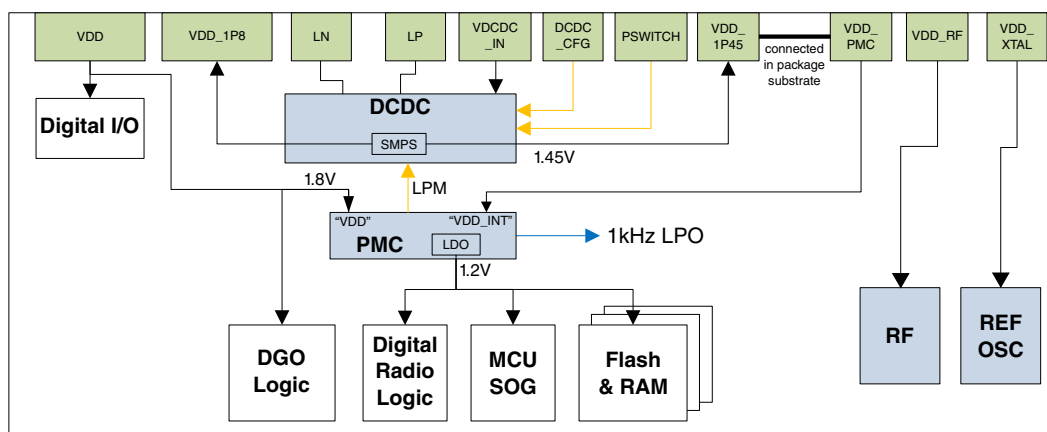 VDD
VDD_1P8
LN
LP
VDCDC
_IN
DCDC
_CFG
PSWITCH
VDD_
1P45
connected
in package
substrate
VDD_
PMC
VDD_RF
VDD_
XTAL
Digital I/O
DCDC
SMPS
1.45V
1.8V
LPM
“VDD”
“VDD_INT”
PMC
LDO
1kHz LPO
1.2V
DGO
Logic
Digital
Radio
Logic
MCU
SOG
Flash
& RAM
RF
REF
OSC